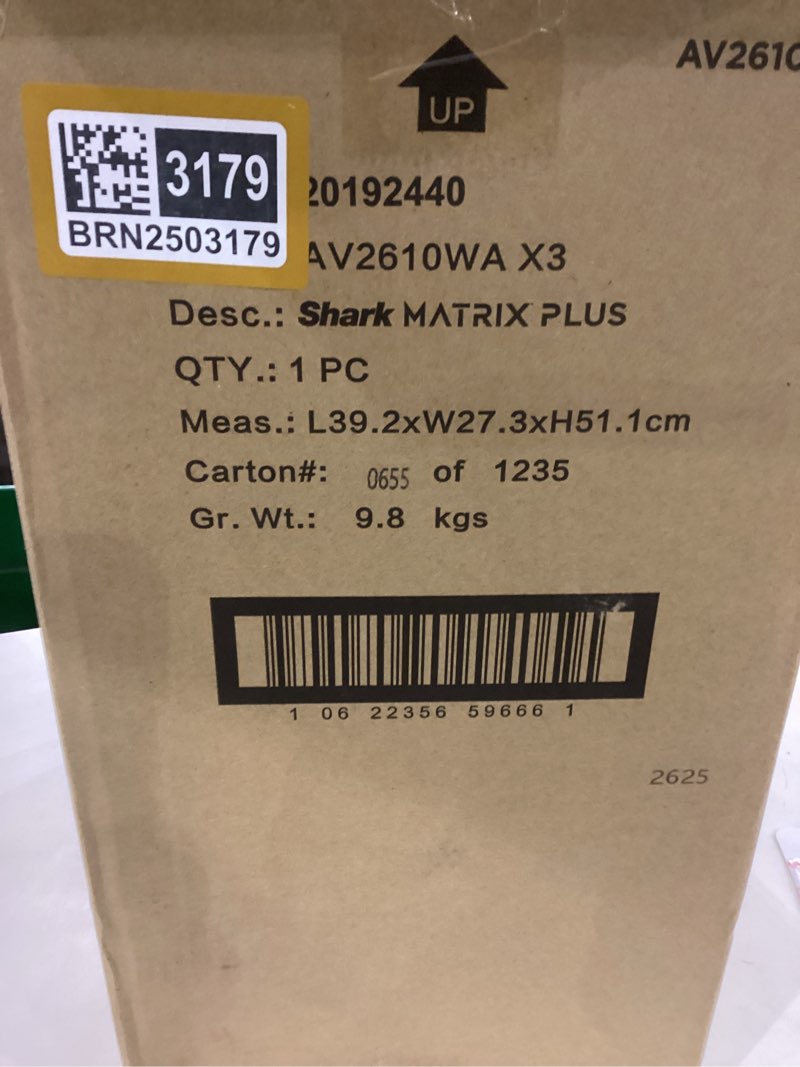 UP
AV2610
3179
BRN2503179
20192440
AV2610WA X3
Desc.: Shark MATRIX PLUS
QTY.: 1 PC
Meas.: L39.2xW27.3xH51.1cm
Carton#: 0655 of 1235
Gr. Wt.: 9.8 kgs
1 06 22356 59666 1
2625